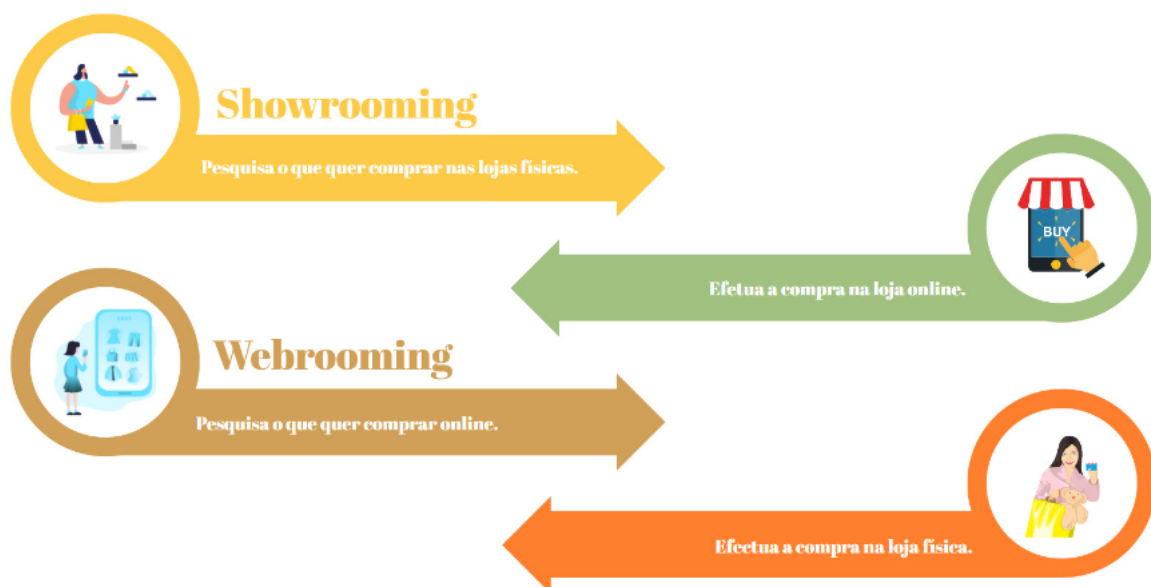 Showrooming
Pesquisa o que quer comprar nas lojas físicas.
BUY
Efetua a compra na loja online.
Webrooming
Pesquisa o que quer comprar online.
Efectua a compra na loja física.